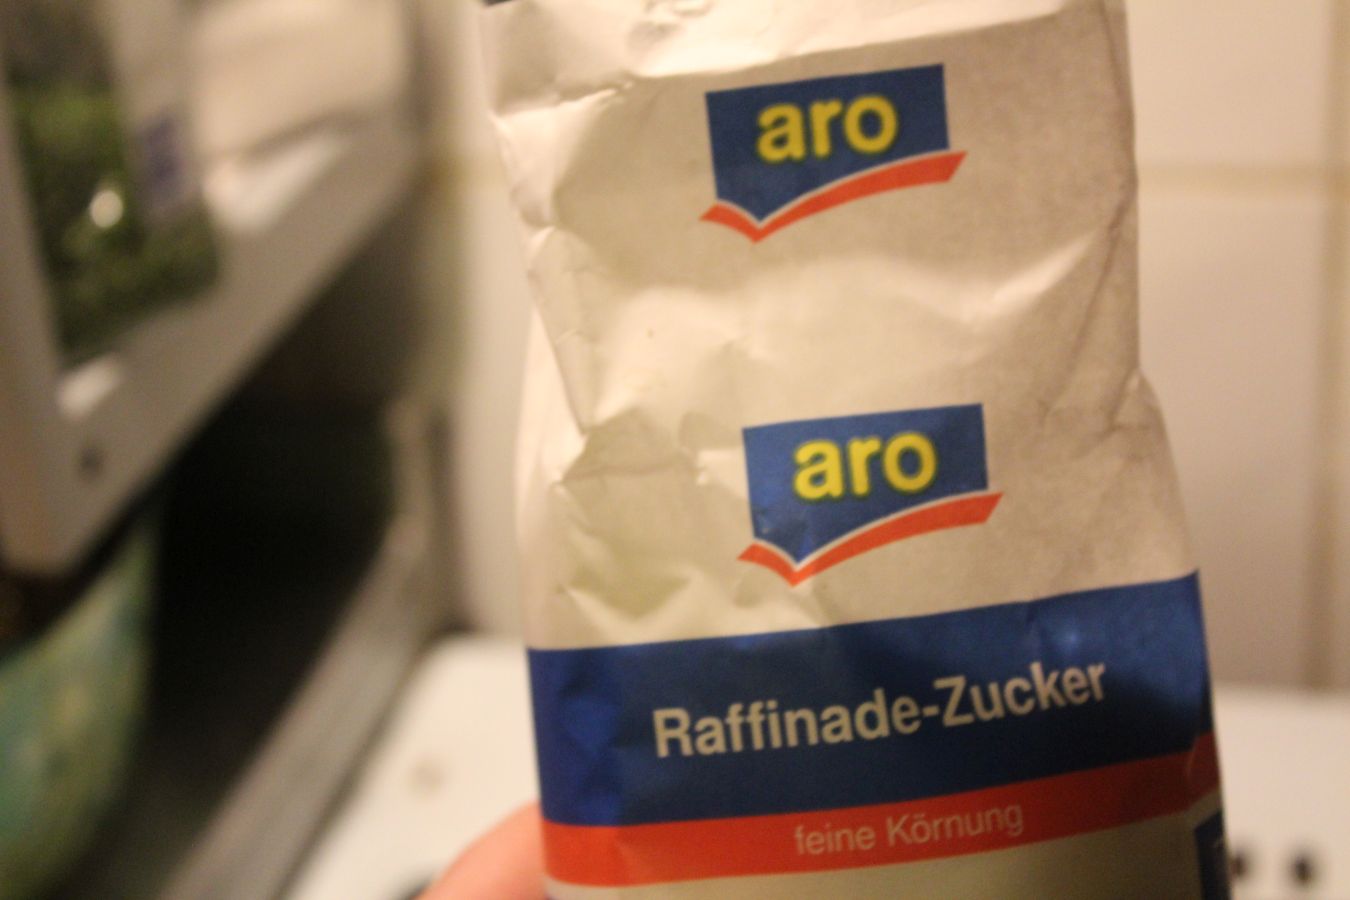 aro
aro
Raffinade-Zucker
feine Körnung